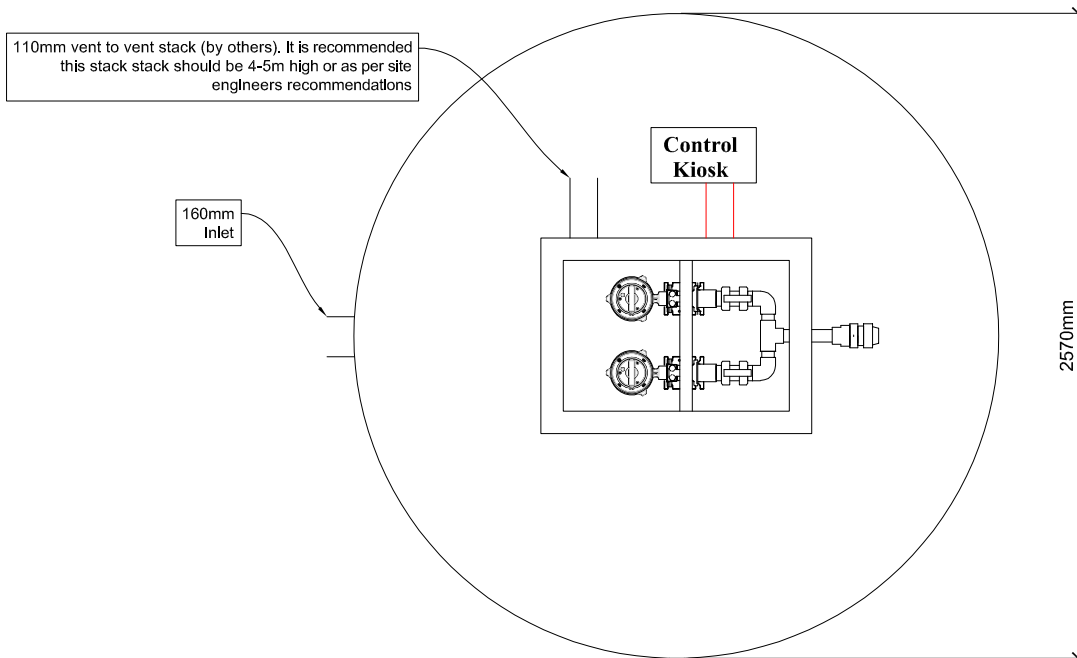 110mm vent to vent stack (by others). It is recommended
this stack stack should be 4-5m high or as per site
engineers recommendations
Control
Kiosk
160mm
Inlet
2570mm